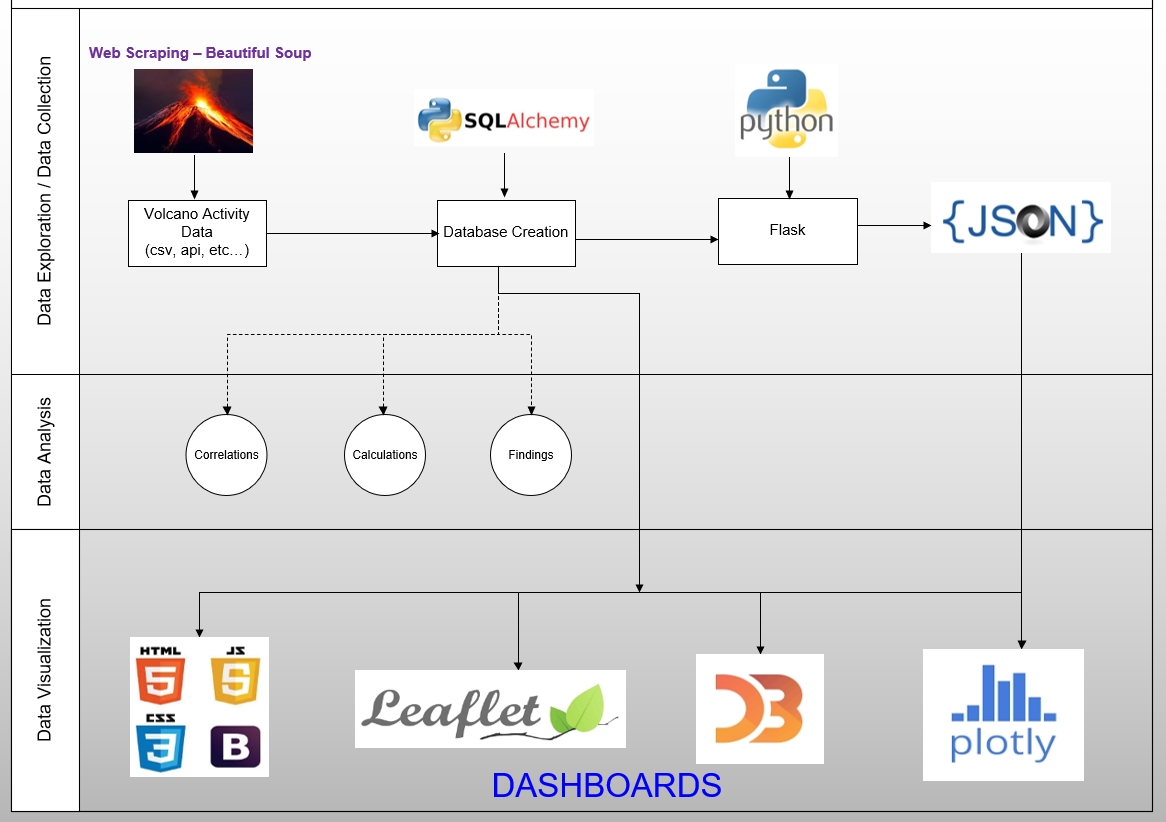 Data Exploration / Data Collection
Web Scraping – Beautiful Soup
SQLAlchemy
python
Volcano Activity
Data
(csv, api, etc…)
Database Creation
Flask
{JSON}
Data Analysis
Correlations
Calculations
Findings
Data Visualization
HTML
5
JS
5
CSS
3
B
Leaflet
D3
plotly
DASHBOARDS